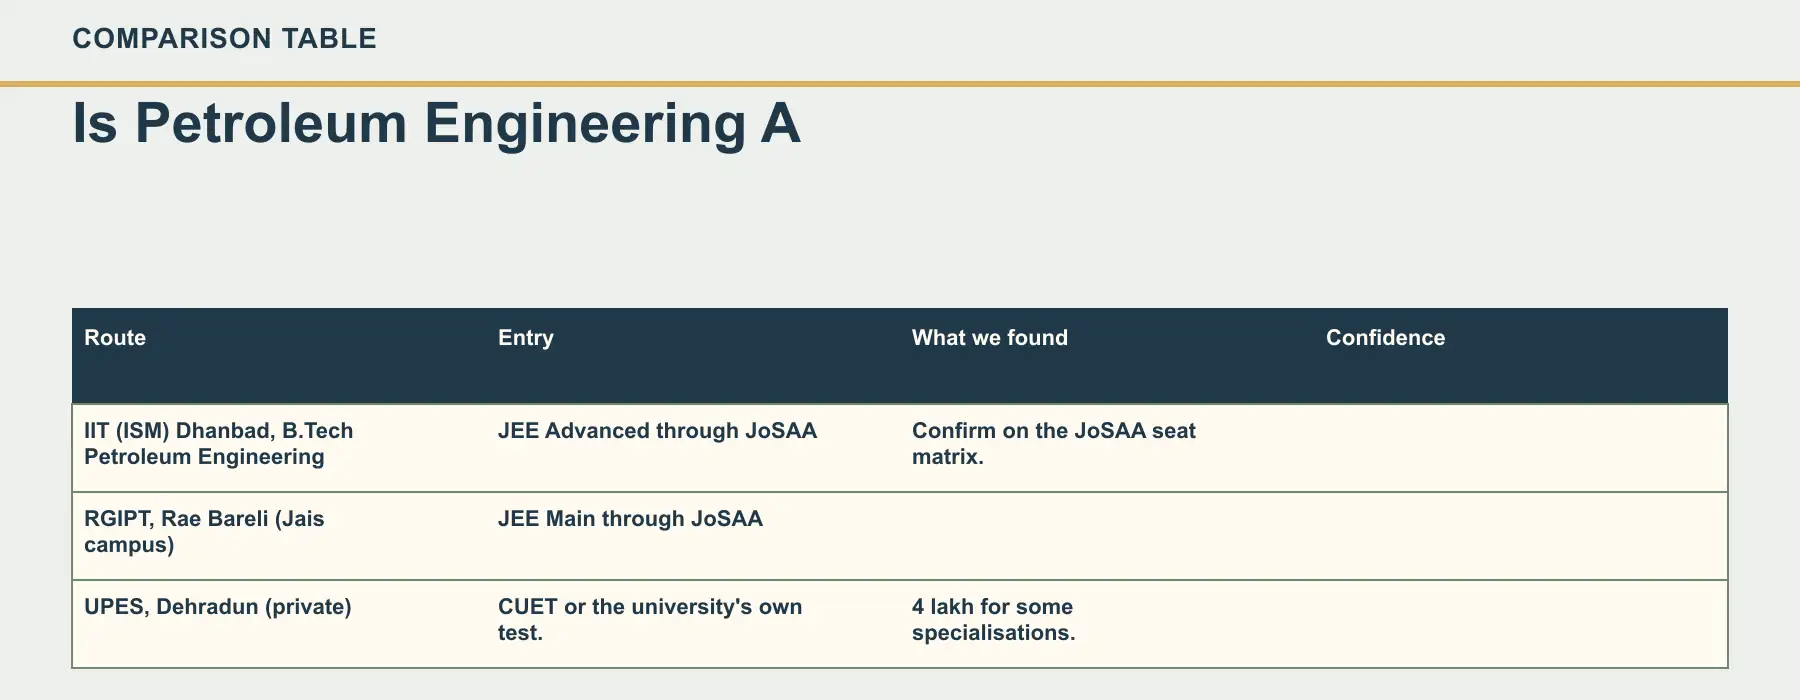 COMPARISON TABLE
Is Petroleum Engineering A
Route Entry What we found Confidence
IIT (ISM) Dhanbad, B.Tech
Petroleum Engineering
JEE Advanced through JoSAA
Confirm on the JoSAA seat
matrix.
RGIPT, Rae Bareli (Jais
campus)
JEE Main through JoSAA
UPES, Dehradun (private)
CUET or the university's own
test.
4 lakh for some
specialisations.